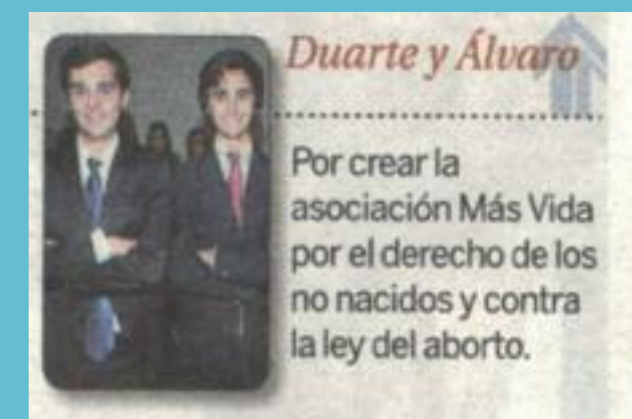 Duarte y Álvaro
Por crear la
asociación Más Vida
por el derecho de los
no nacidos y contra
la ley del aborto.